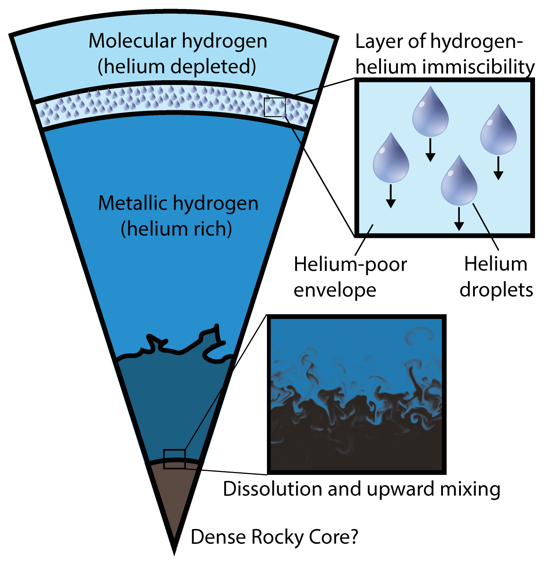 Molecular hydrogen
(helium depleted)
Layer of hydrogen-
helium immiscibility
Metallic hydrogen
(helium rich)
Helium-poor
envelope
Helium
droplets
Dissolution and upward mixing
Dense Rocky Core?